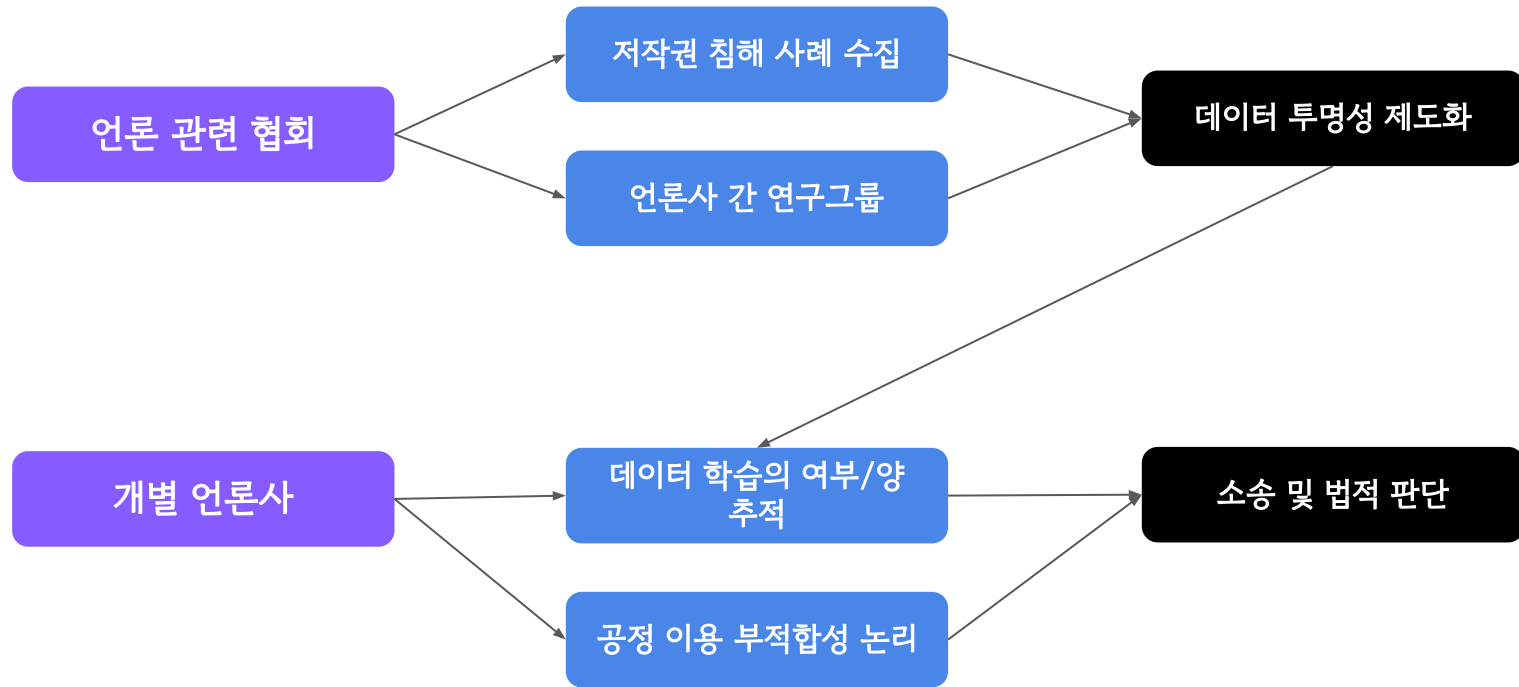 언론 관련 협회
저작권 침해 사례 수집
언론사 간 연구그룹
데이터 투명성 제도화
개별 언론사
데이터 학습의 여부/양
추적
공정 이용 부적합성 논리
소송 및 법적 판단